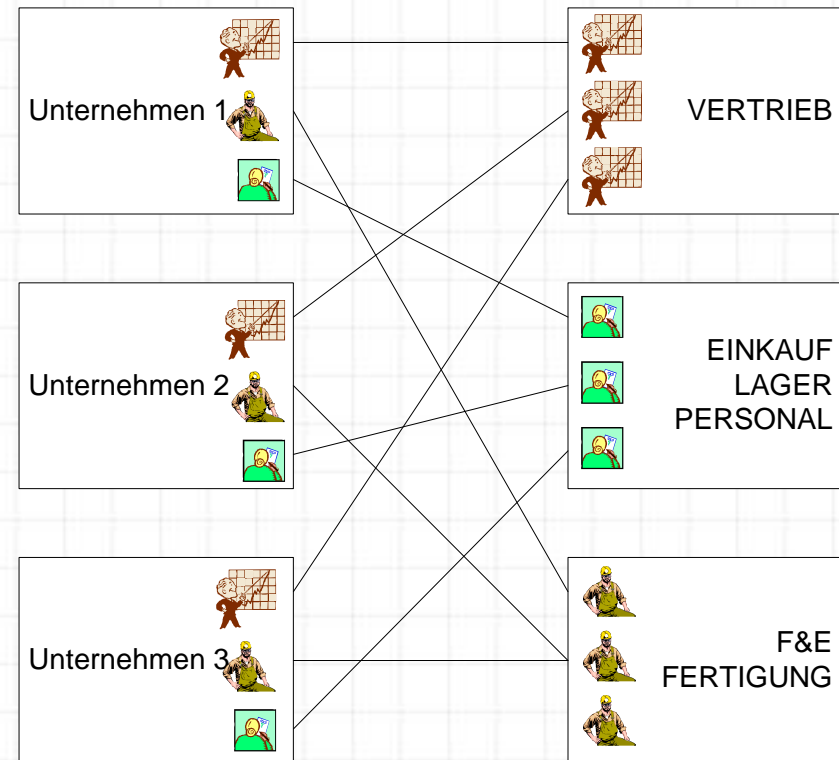 Unternehmen 1
VERTRIEB
Unternehmen 2
EINKAUF
LAGER
PERSONAL
Unternehmen 3
F&E
FERTIGUNG